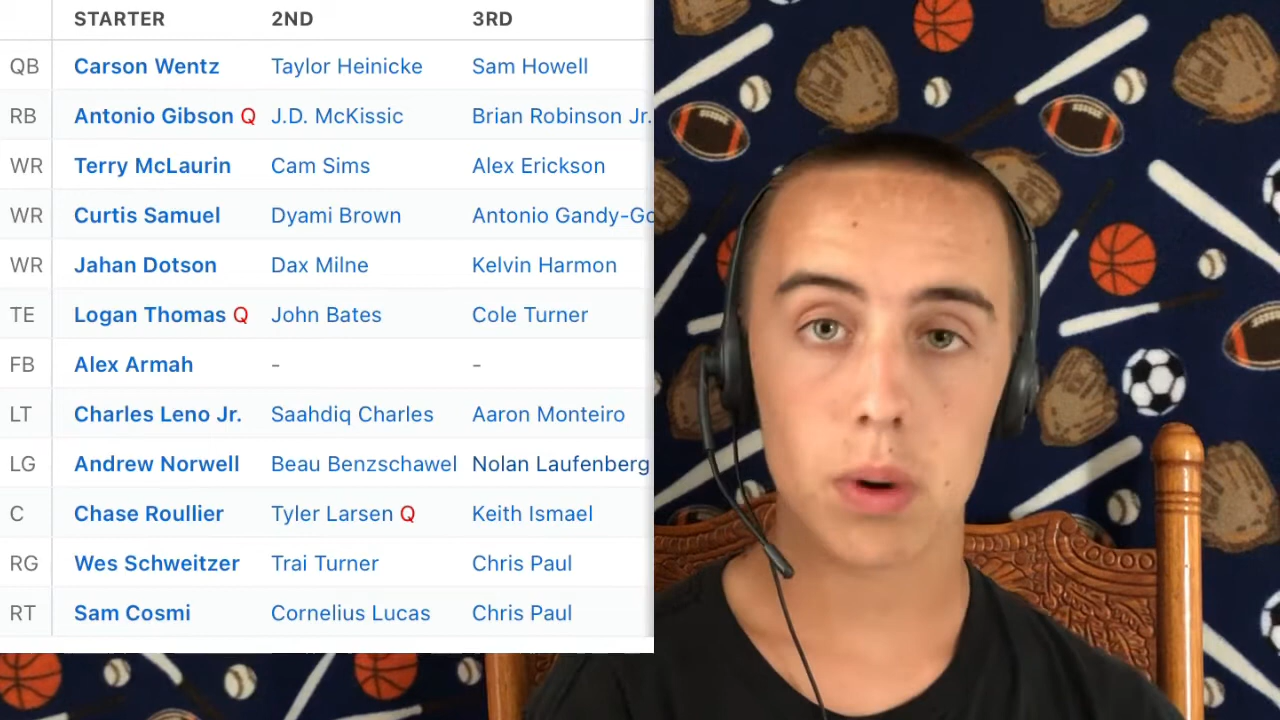 STARTER 2ND 3RD
QB Carson Wentz Taylor Heinicke Sam Howell
RB Antonio Gibson Q J.D. McKissic Brian Robinson Jr.
WR Terry McLaurin Cam Sims Alex Erickson
WR Curtis Samuel Dyami Brown Antonio Gandy-Go
WR Jahan Dotson Dax Milne Kelvin Harmon
TE Logan Thomas Q John Bates Cole Turner
FB Alex Armah - -
LT Charles Leno Jr. Saahdiq Charles Aaron Monteiro
LG Andrew Norwell Beau Benzschawel Nolan Laufenberg
C Chase Roullier Tyler Larsen Q Keith Ismael
RG Wes Schweitzer Trai Turner Chris Paul
RT Sam Cosmi Cornelius Lucas Chris Paul